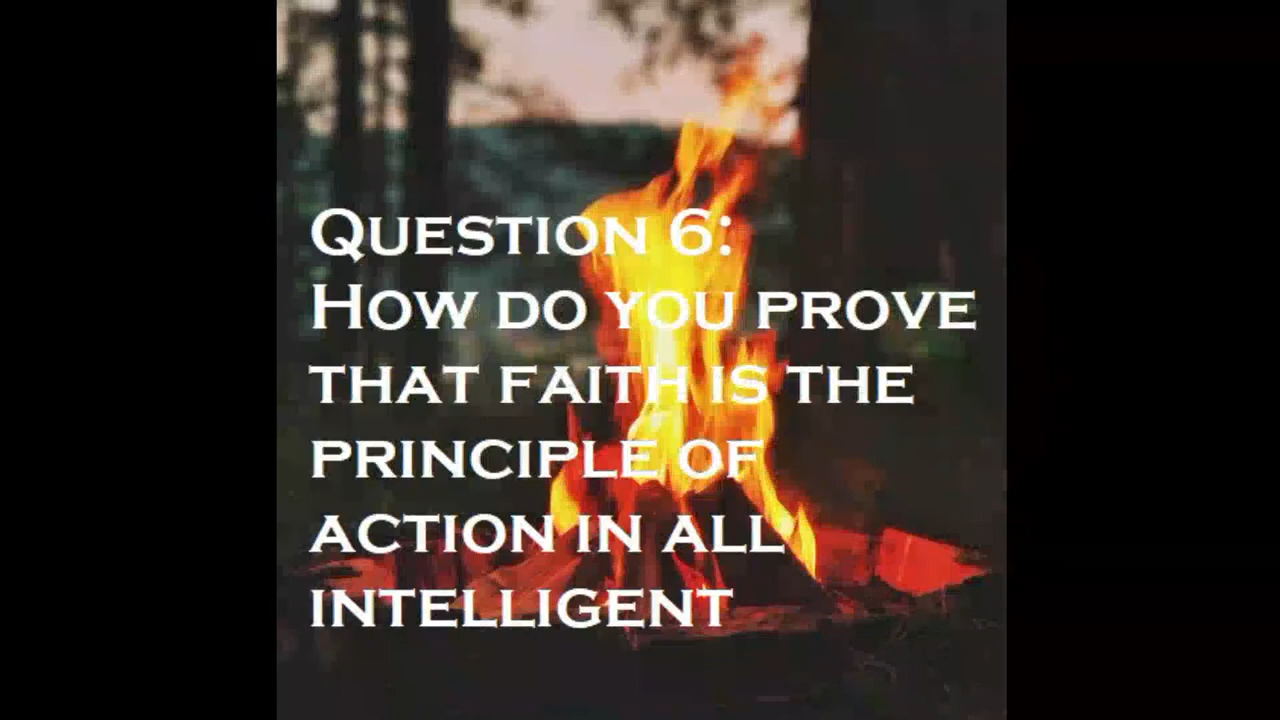 Question 6:
How do you prove
that faith is the
principle of
action in all
intelligent